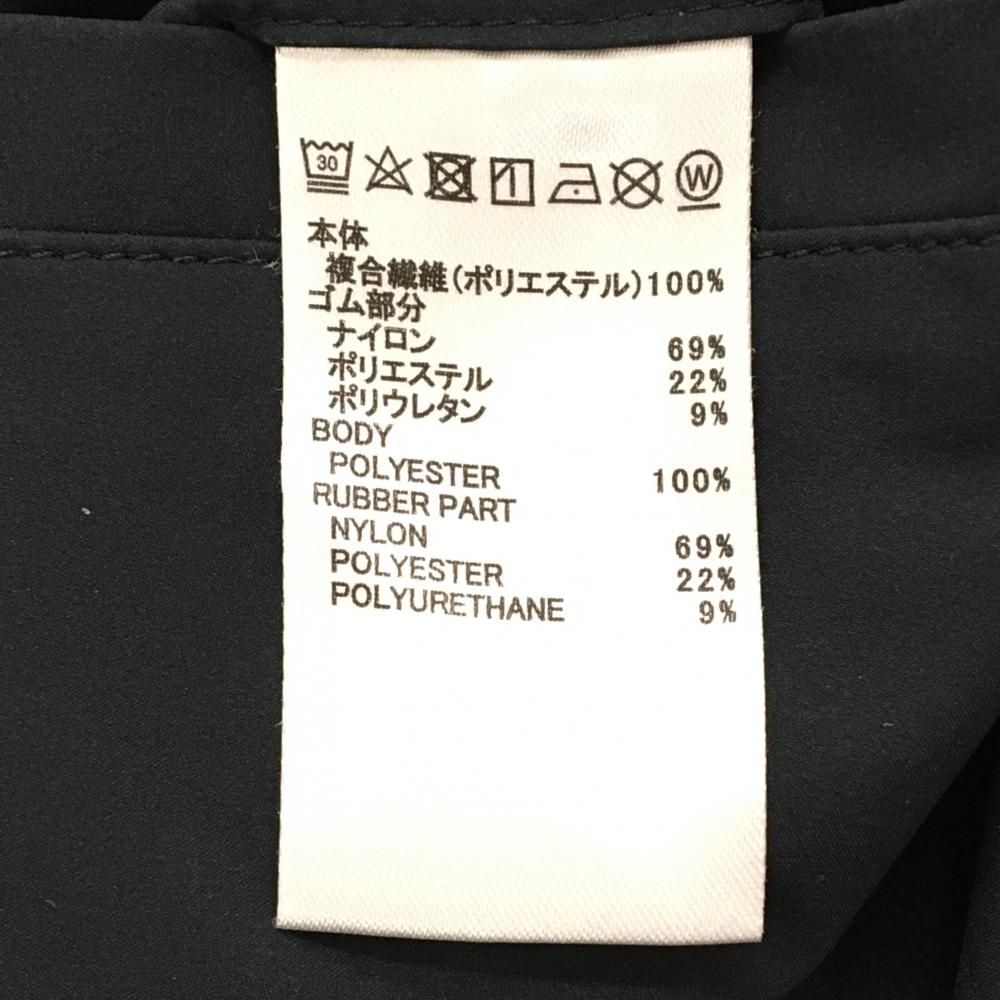 30 W
本体
複合繊維(ポリエステル)100%
ゴム部分
ナイロン 69%
ポリエステル 22%
ポリウレタン 9%
BODY
POLYESTER 100%
RUBBER PART
NYLON 69%
POLYESTER 22%
POLYURETHANE 9%